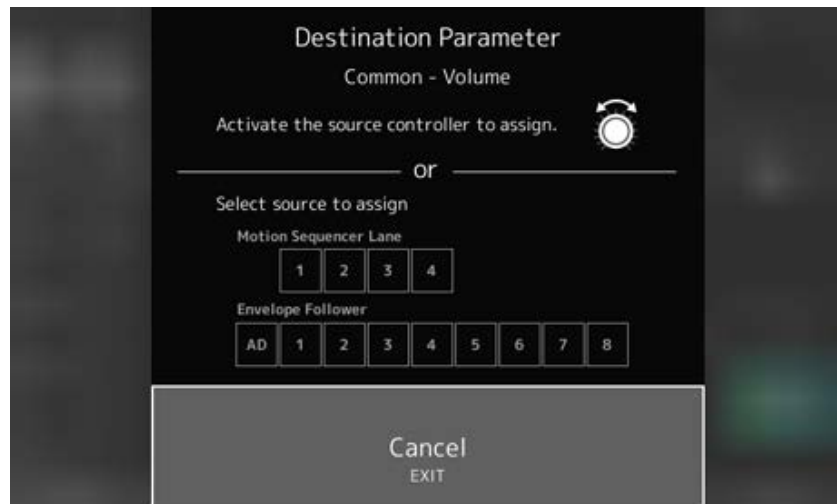 Destination Parameter
Common - Volume
Activate the source controller to assign.
or
Select source to assign
Motion Sequencer Lane
1 2 3 4
Envelope Follower
AD 1 2 3 4 5 6 7 8
Cancel
EXIT